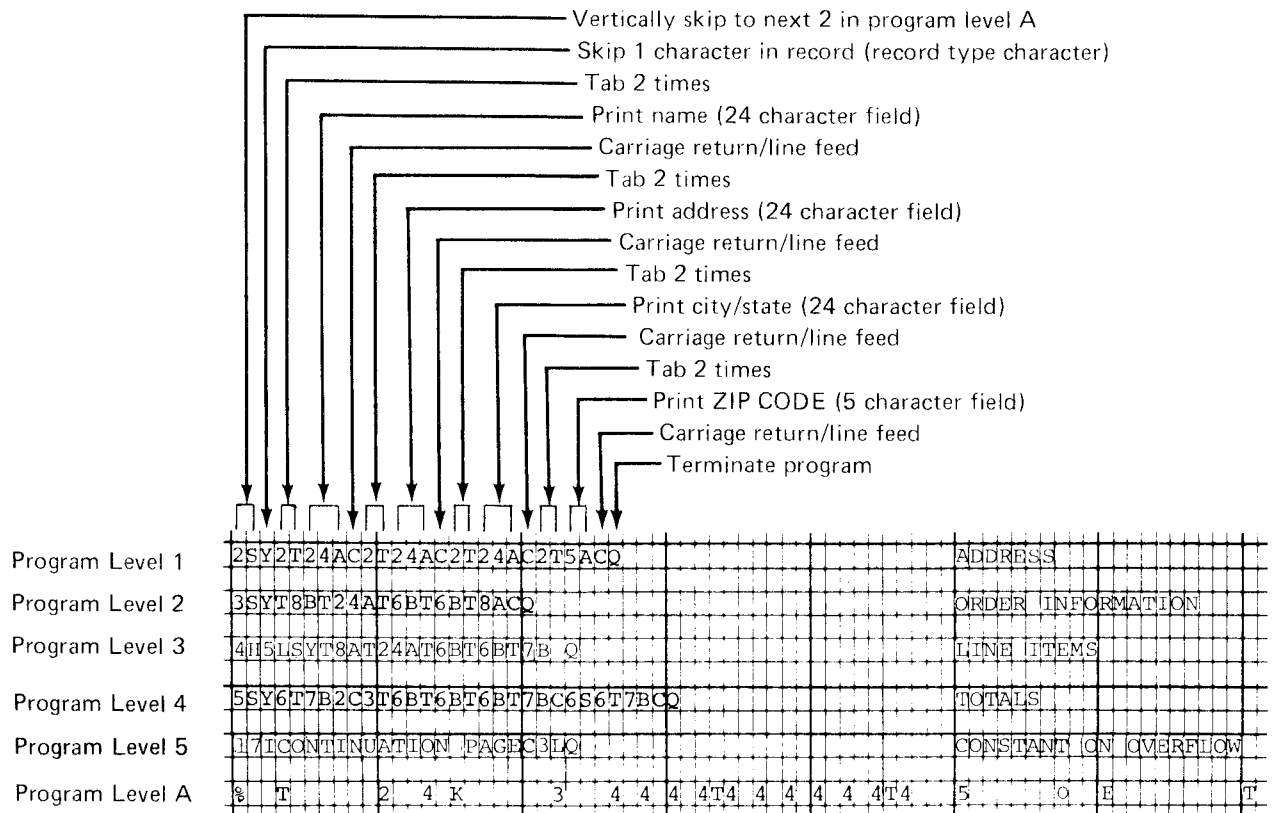 Vertically skip to next 2 in program level A
Skip 1 character in record (record type character)
Tab 2 times
Print name (24 character field)
Carriage return/line feed
Tab 2 times
Print address (24 character field)
Carriage return/line feed
Tab 2 times
Print city/state (24 character field)
Carriage return/line feed
Tab 2 times
Print ZIP CODE (5 character field)
Carriage return/line feed
Terminate program
Program Level 1 2SY2T24AC2T24AC2T24AC2T5ACQ ADDRESS
Program Level 2 3SYT8BT24AT6BT6BT8ACQ ORDER INFORMATION
Program Level 3 4H5LSYT8AT24AT6BT6BT7B Q LINE ITEMS
Program Level 4 5SY6T7B2C3T6BT6BT6BT7BC6S6T7BCQ TOTALS
Program Level 5 17ICONTINUATION PAGEC3LQ CONSTANT ON OVERFLOW
Program Level A % T 2 4 K 3 4 4 4 4T4 4 4 4 4 4T4 5 O E T